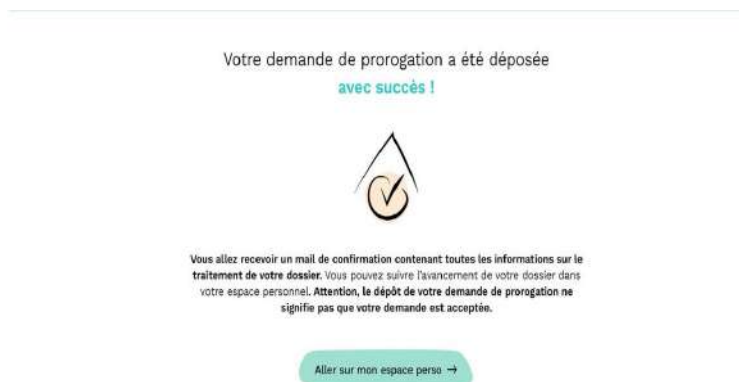 Votre demande de prorogation a été déposée
avec succès !
Vous allez recevoir un mail de confirmation contenant toutes les informations sur le
traitement de votre dossier. Vous pouvez suivre l'avancement de votre dossier dans
votre espace personnel. Attention, le dépôt de votre demande de prorogation ne
signifie pas que votre demande est acceptée.
Aller sur mon espace perso →